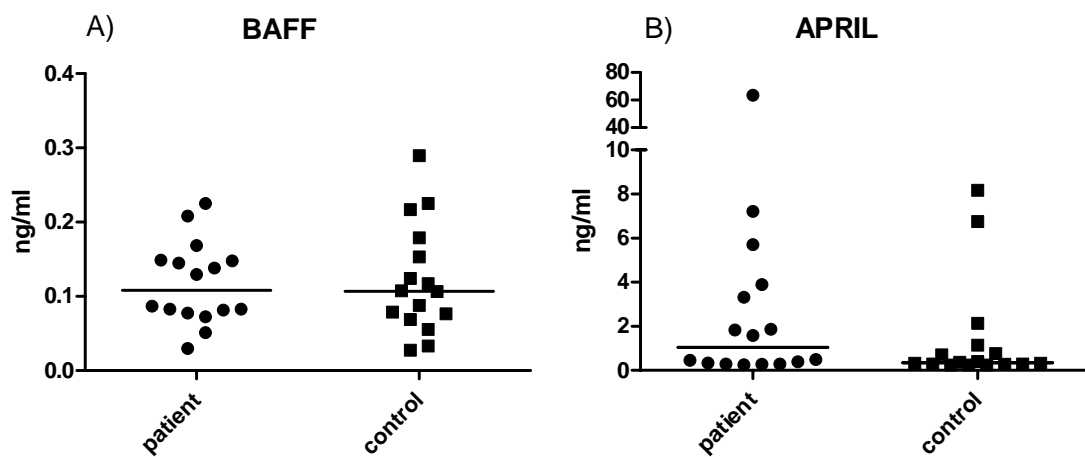 A) BAFF
ng/ml
0.4
0.3
0.2
0.1
0.0
patient
control
B) APRIL
ng/ml
80
60
40
10
8
6
4
2
0
patient
control